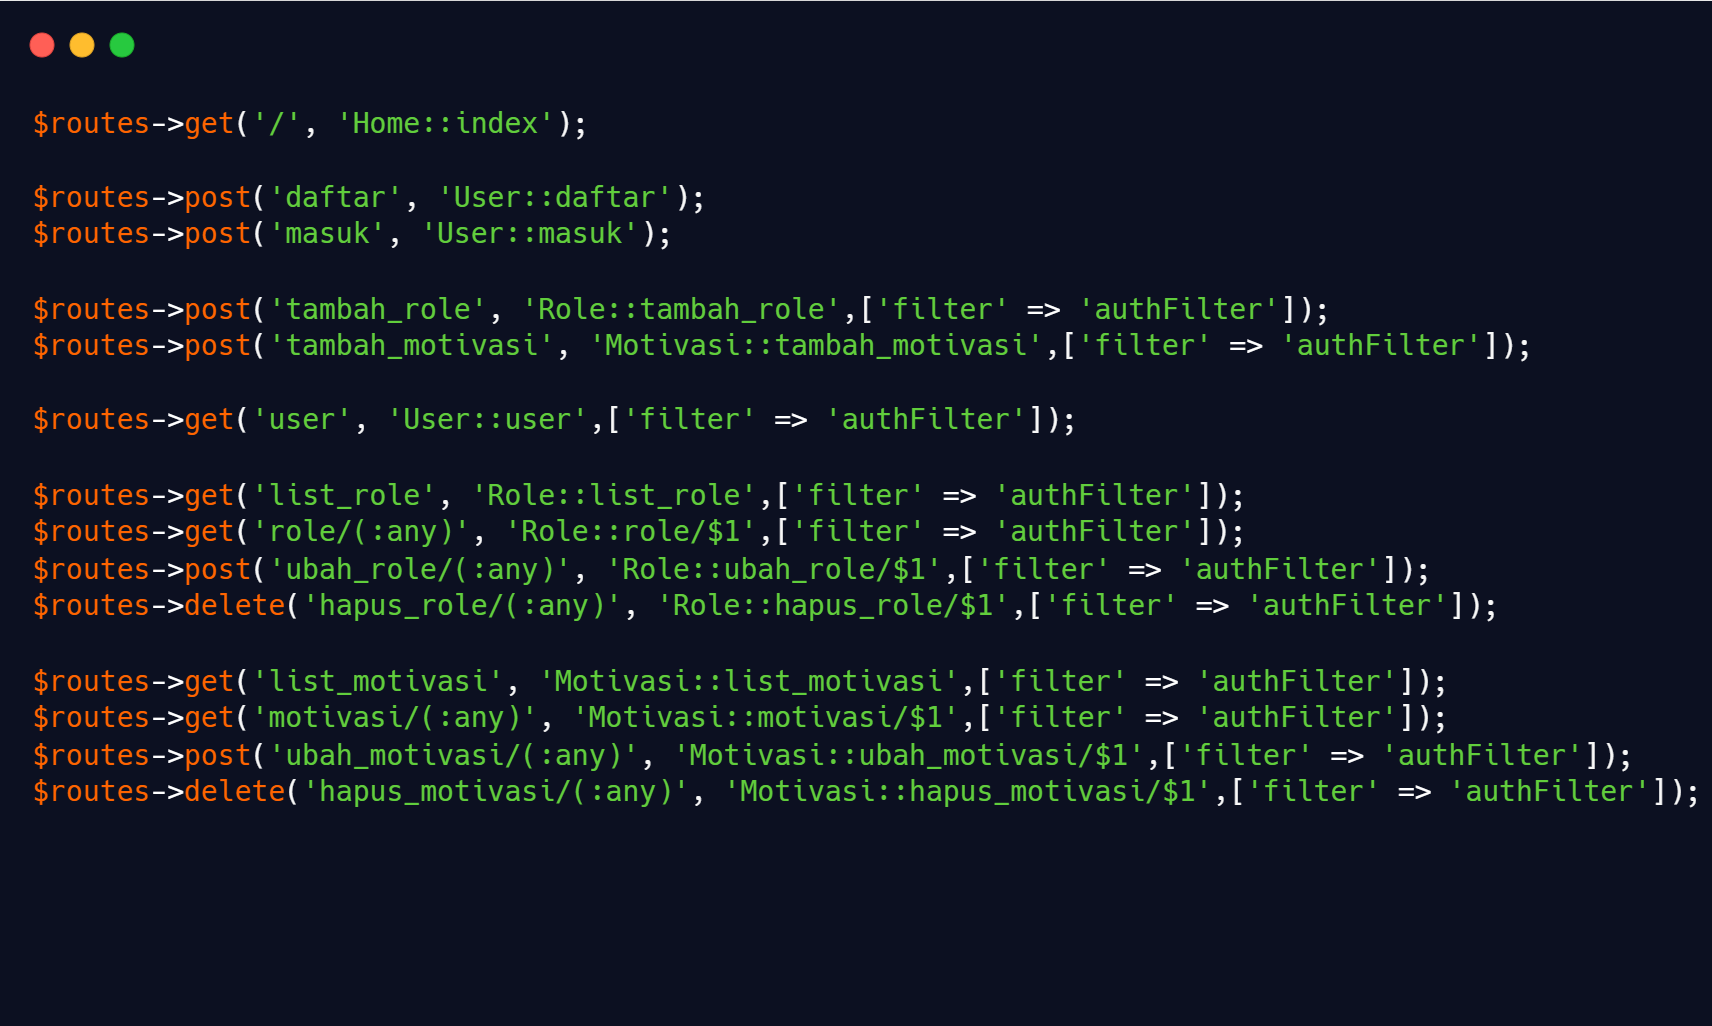 $routes->get('/', 'Home::index');
$routes->post('daftar', 'User::daftar');
$routes->post('masuk', 'User::masuk');
$routes->post('tambah_role', 'Role::tambah_role',['filter' => 'authFilter']);
$routes->post('tambah_motivasi', 'Motivasi::tambah_motivasi',['filter' => 'authFilter']);
$routes->get('user', 'User::user',['filter' => 'authFilter']);
$routes->get('list_role', 'Role::list_role',['filter' => 'authFilter']);
$routes->get('role/(:any)', 'Role::role/$1',['filter' => 'authFilter']);
$routes->post('ubah_role/(:any)', 'Role::ubah_role/$1',['filter' => 'authFilter']);
$routes->delete('hapus_role/(:any)', 'Role::hapus_role/$1',['filter' => 'authFilter']);
$routes->get('list_motivasi', 'Motivasi::list_motivasi',['filter' => 'authFilter']);
$routes->get('motivasi/(:any)', 'Motivasi::motivasi/$1',['filter' => 'authFilter']);
$routes->post('ubah_motivasi/(:any)', 'Motivasi::ubah_motivasi/$1',['filter' => 'authFilter']);
$routes->delete('hapus_motivasi/(:any)', 'Motivasi::hapus_motivasi/$1',['filter' => 'authFilter']);